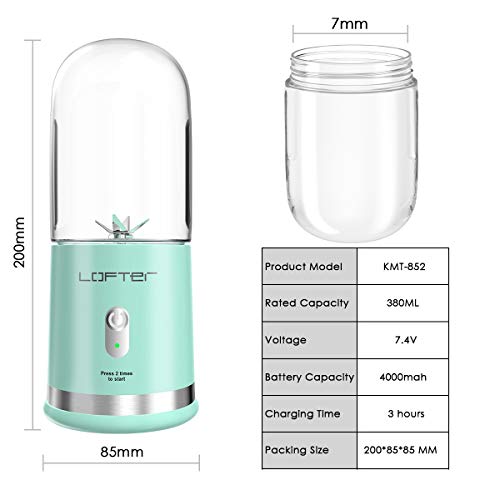 7mm
200mm
LOFTer
Press 2 times
to start
85mm
Product Model KMT-852
Rated Capacity 380ML
Voltage 7.4V
Battery Capacity 4000mah
Charging Time 3 hours
Packing Size 200*85*85 MM